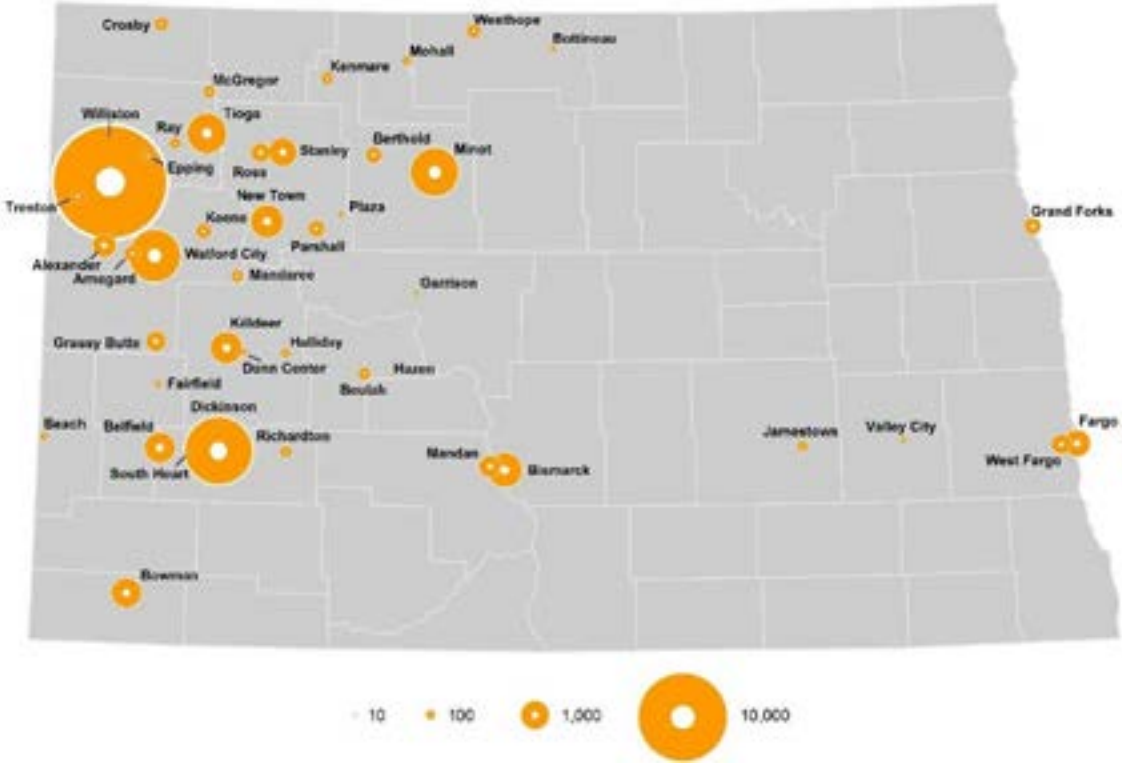 Crosby
Westhope
Bottineau
Mohall
Kenmare
McGregor
Williston
Tioga
Ray
Stanley
Berthold
Minot
Epping
Ross
New Town
Plaza
Trenton
Keene
Grand Forks
Parshall
Watford City
Alexander
Arnegard
Mandaree
Garrison
Killdeer
Grassy Butte
Halliday
Dunn Center
Hazen
Fairfield
Beulah
Dickinson
Beach
Belfield
Richardton
Fargo
Valley City
Jamestown
Mandan
West Fargo
South Heart
Bismarck
Bowman
10 100 1,000 10,000